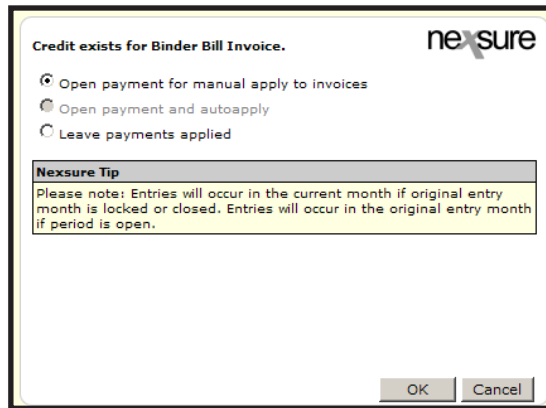 nexsure
Credit exists for Binder Bill Invoice.
Open payment for manual apply to invoices
Open payment and autoapply
Leave payments applied
Nexsure Tip
Please note: Entries will occur in the current month if original entry
month is locked or closed. Entries will occur in the original entry month
if period is open.
OK Cancel